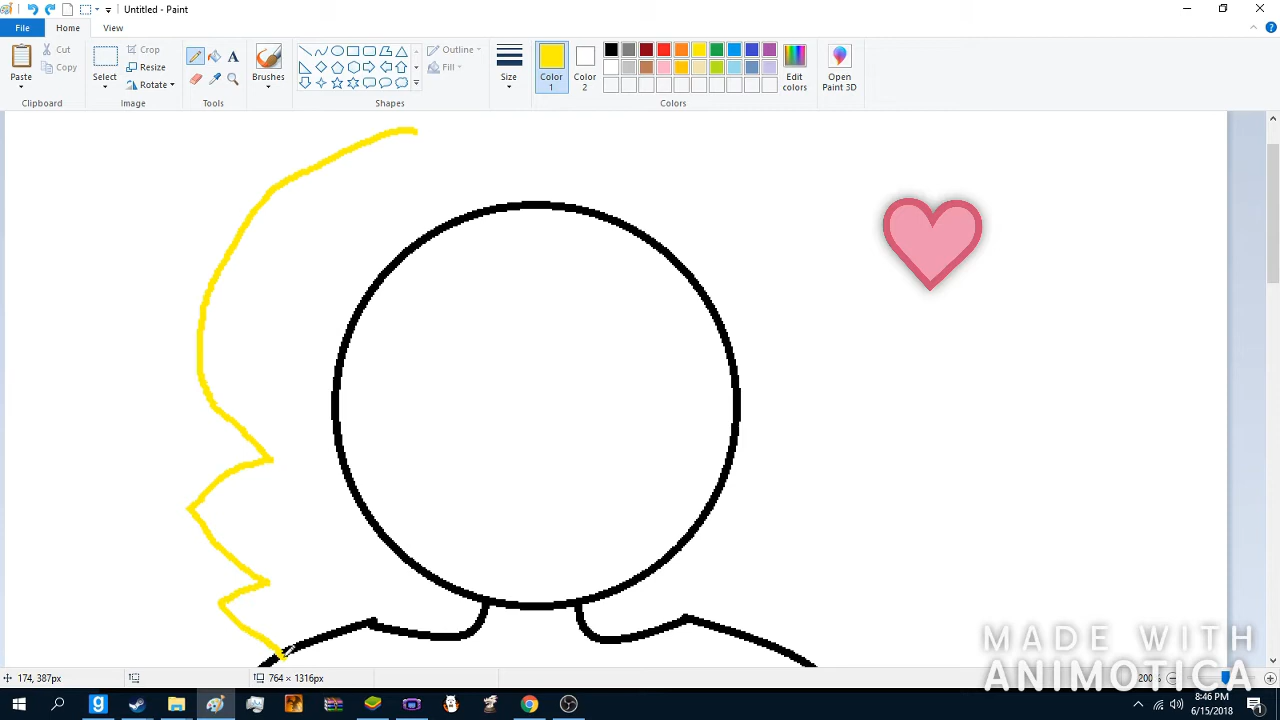 Untitled - Paint
File Home View
Cut
Copy
Paste
Clipboard
Crop
Resize
Rotate
Select
Image
A
Tools
Brushes
Outline
Fill
Shapes
Size
Color 1
Color 2
Edit colors
Colors
Open Paint 3D
MADE WITH
ANIMOTICA
174, 387px
764 × 1316px
200%
8:46 PM
6/15/2018